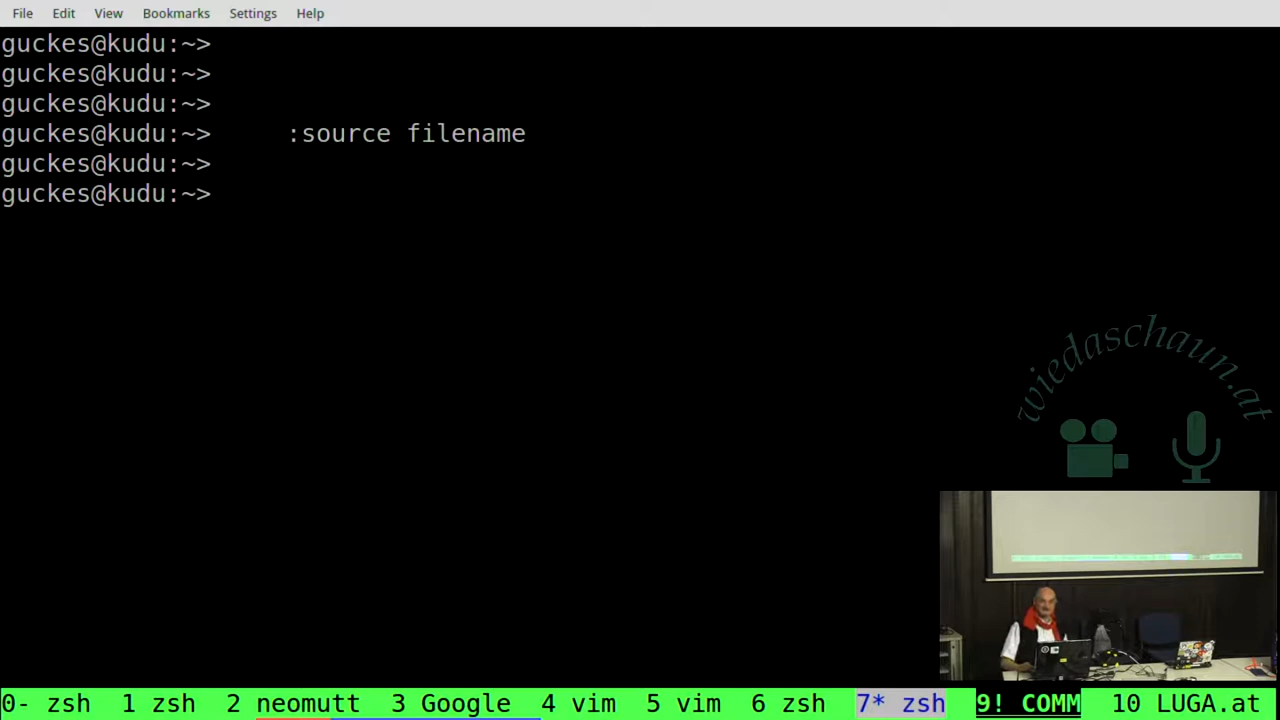 File Edit View Bookmarks Settings Help
guckes@kudu:~>
guckes@kudu:~>
guckes@kudu:~>
guckes@kudu:~> :source filename
guckes@kudu:~>
guckes@kudu:~>
wiedaschaun.at
0- zsh 1 zsh 2 neomutt 3 Google 4 vim 5 vim 6 zsh 7* zsh 9! COMM 10 LUGA.at